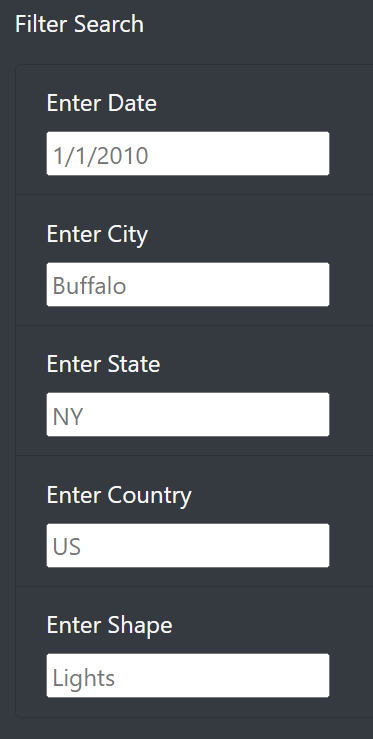 Filter Search
Enter Date
1/1/2010
Enter City
Buffalo
Enter State
NY
Enter Country
US
Enter Shape
Lights